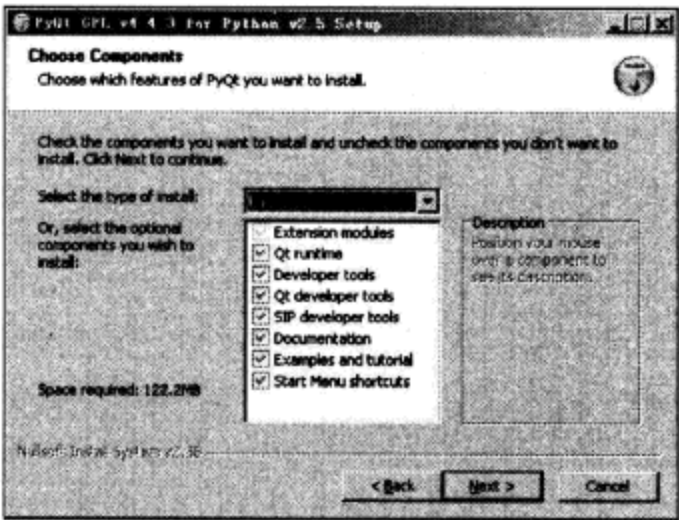 PyQt GPL v4 4 3 for Python v2 5 Setup
Choose Components
Choose which features of PyQt you want to install.
Check the components you want to install and uncheck the components you don't want to
install. Click Next to continue.
Select the type of install:
Or, select the optional
components you wish to
install:
Extension modules
Qt runtime
Developer tools
Qt developer tools
SIP developer tools
Documentation
Examples and tutorial
Start Menu shortcuts
Description
Position your mouse
over a component to
see its description.
Space required: 122.2MB
Nullsoft Install System
< Back
Next >
Cancel